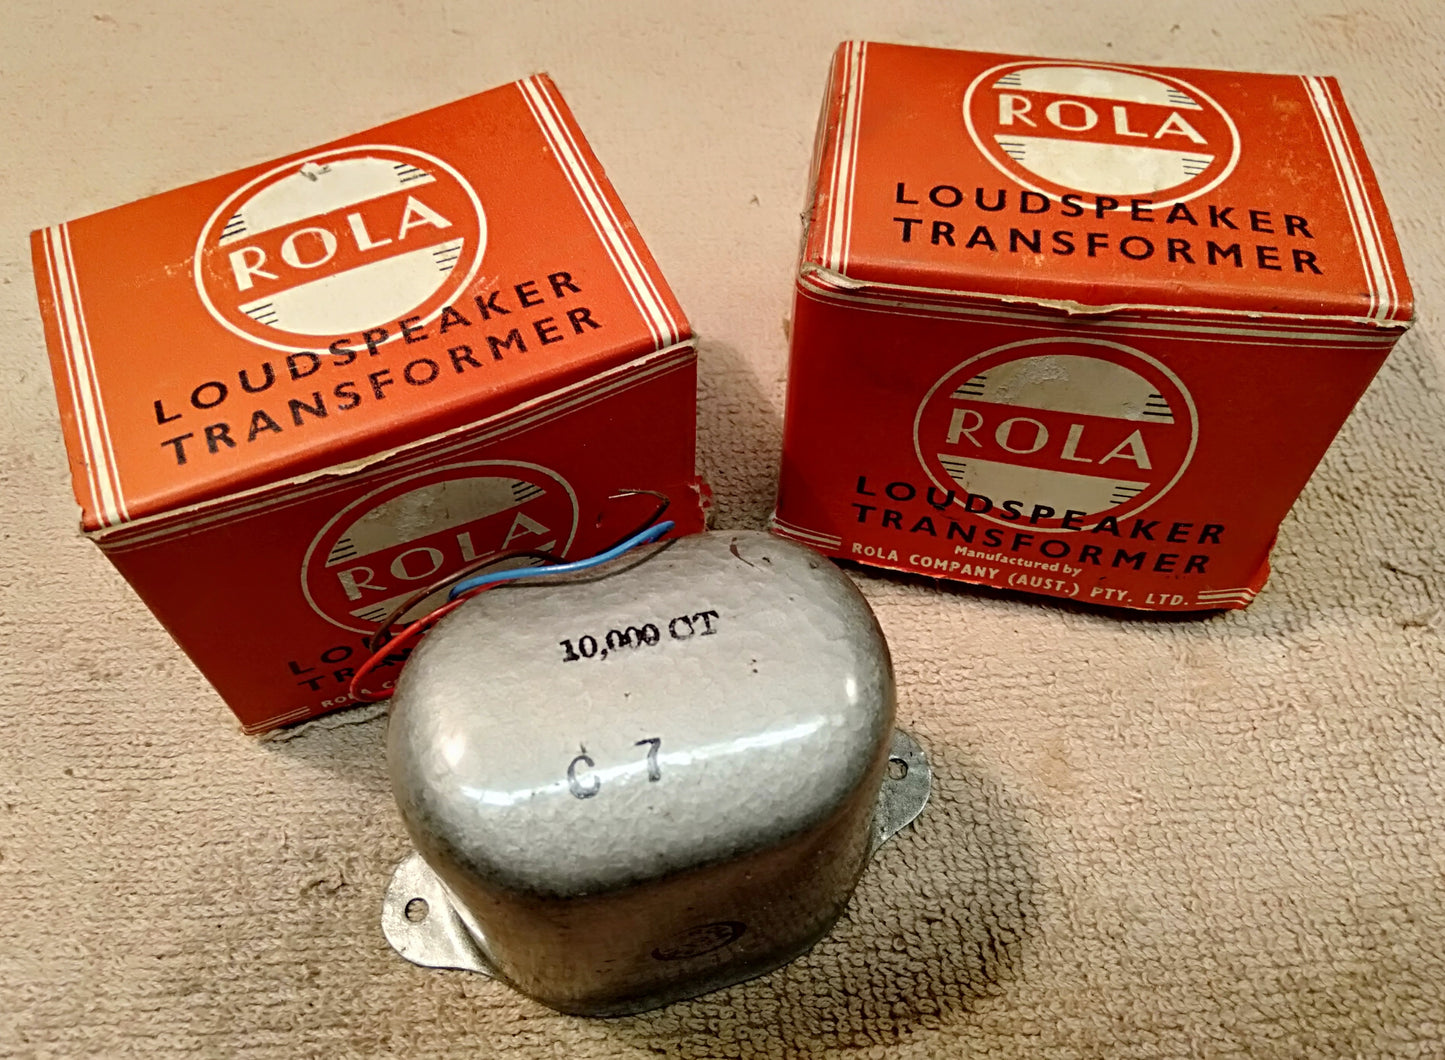 ROLA
LOUDSPEAKER
TRANSFORMER
ROLA
ROLA
LOUDSPEAKER
TRANSFORMER
ROLA
LOUDSPEAKER
TRANSFORMER
Manufactured by
ROLA COMPANY (AUST.) PTY. LTD.
10,000 CT
C 7